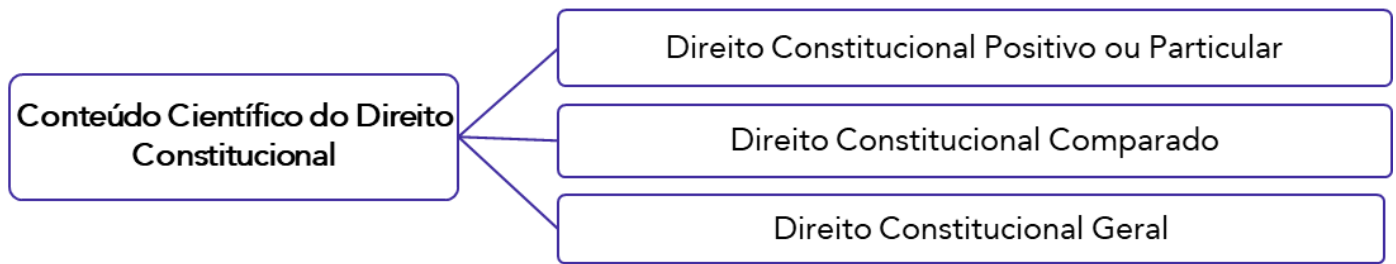 Conteúdo Científico do Direito
Constitucional
Direito Constitucional Positivo ou Particular
Direito Constitucional Comparado
Direito Constitucional Geral